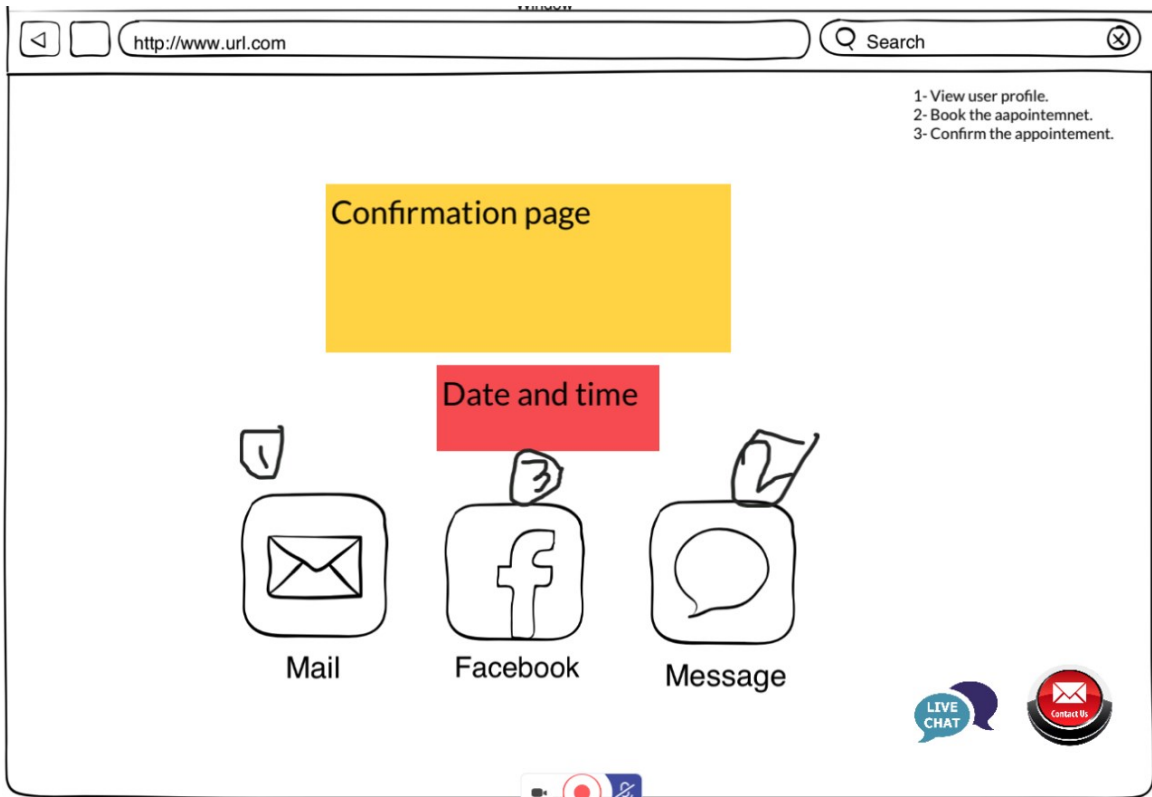 Window
http://www.url.com
Search
1- View user profile.
2- Book the aapointemnet.
3- Confirm the appointement.
Confirmation page
Date and time
1
3
2
Mail
Facebook
Message
LIVE
CHAT
Contact Us